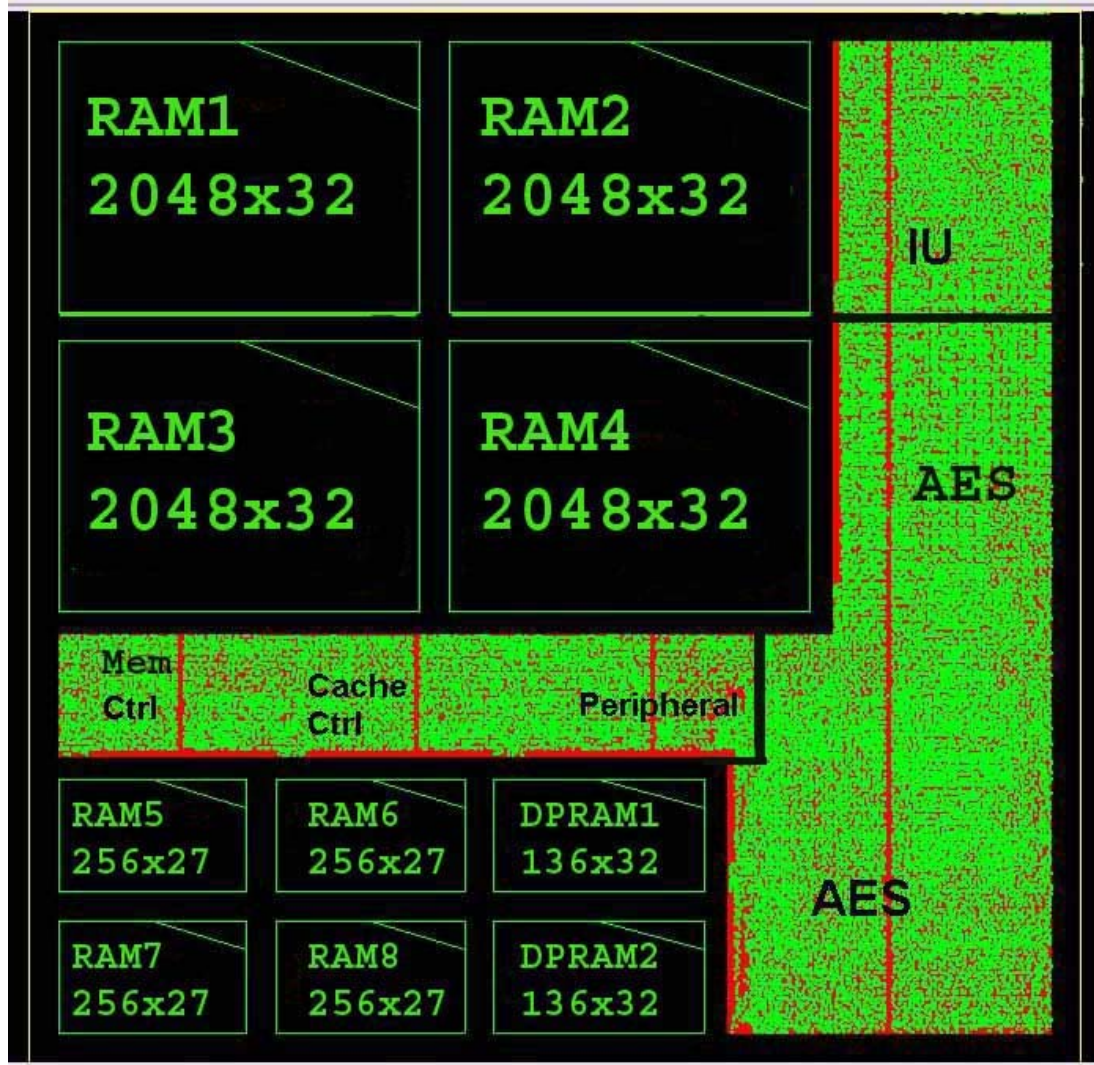 RAM1
2048x32
RAM2
2048x32
IU
RAM3
2048x32
RAM4
2048x32
AES
Mem
Ctrl
Cache
Ctrl
Peripheral
RAM5
256x27
RAM6
256x27
DPRAM1
136x32
AES
RAM7
256x27
RAM8
256x27
DPRAM2
136x32